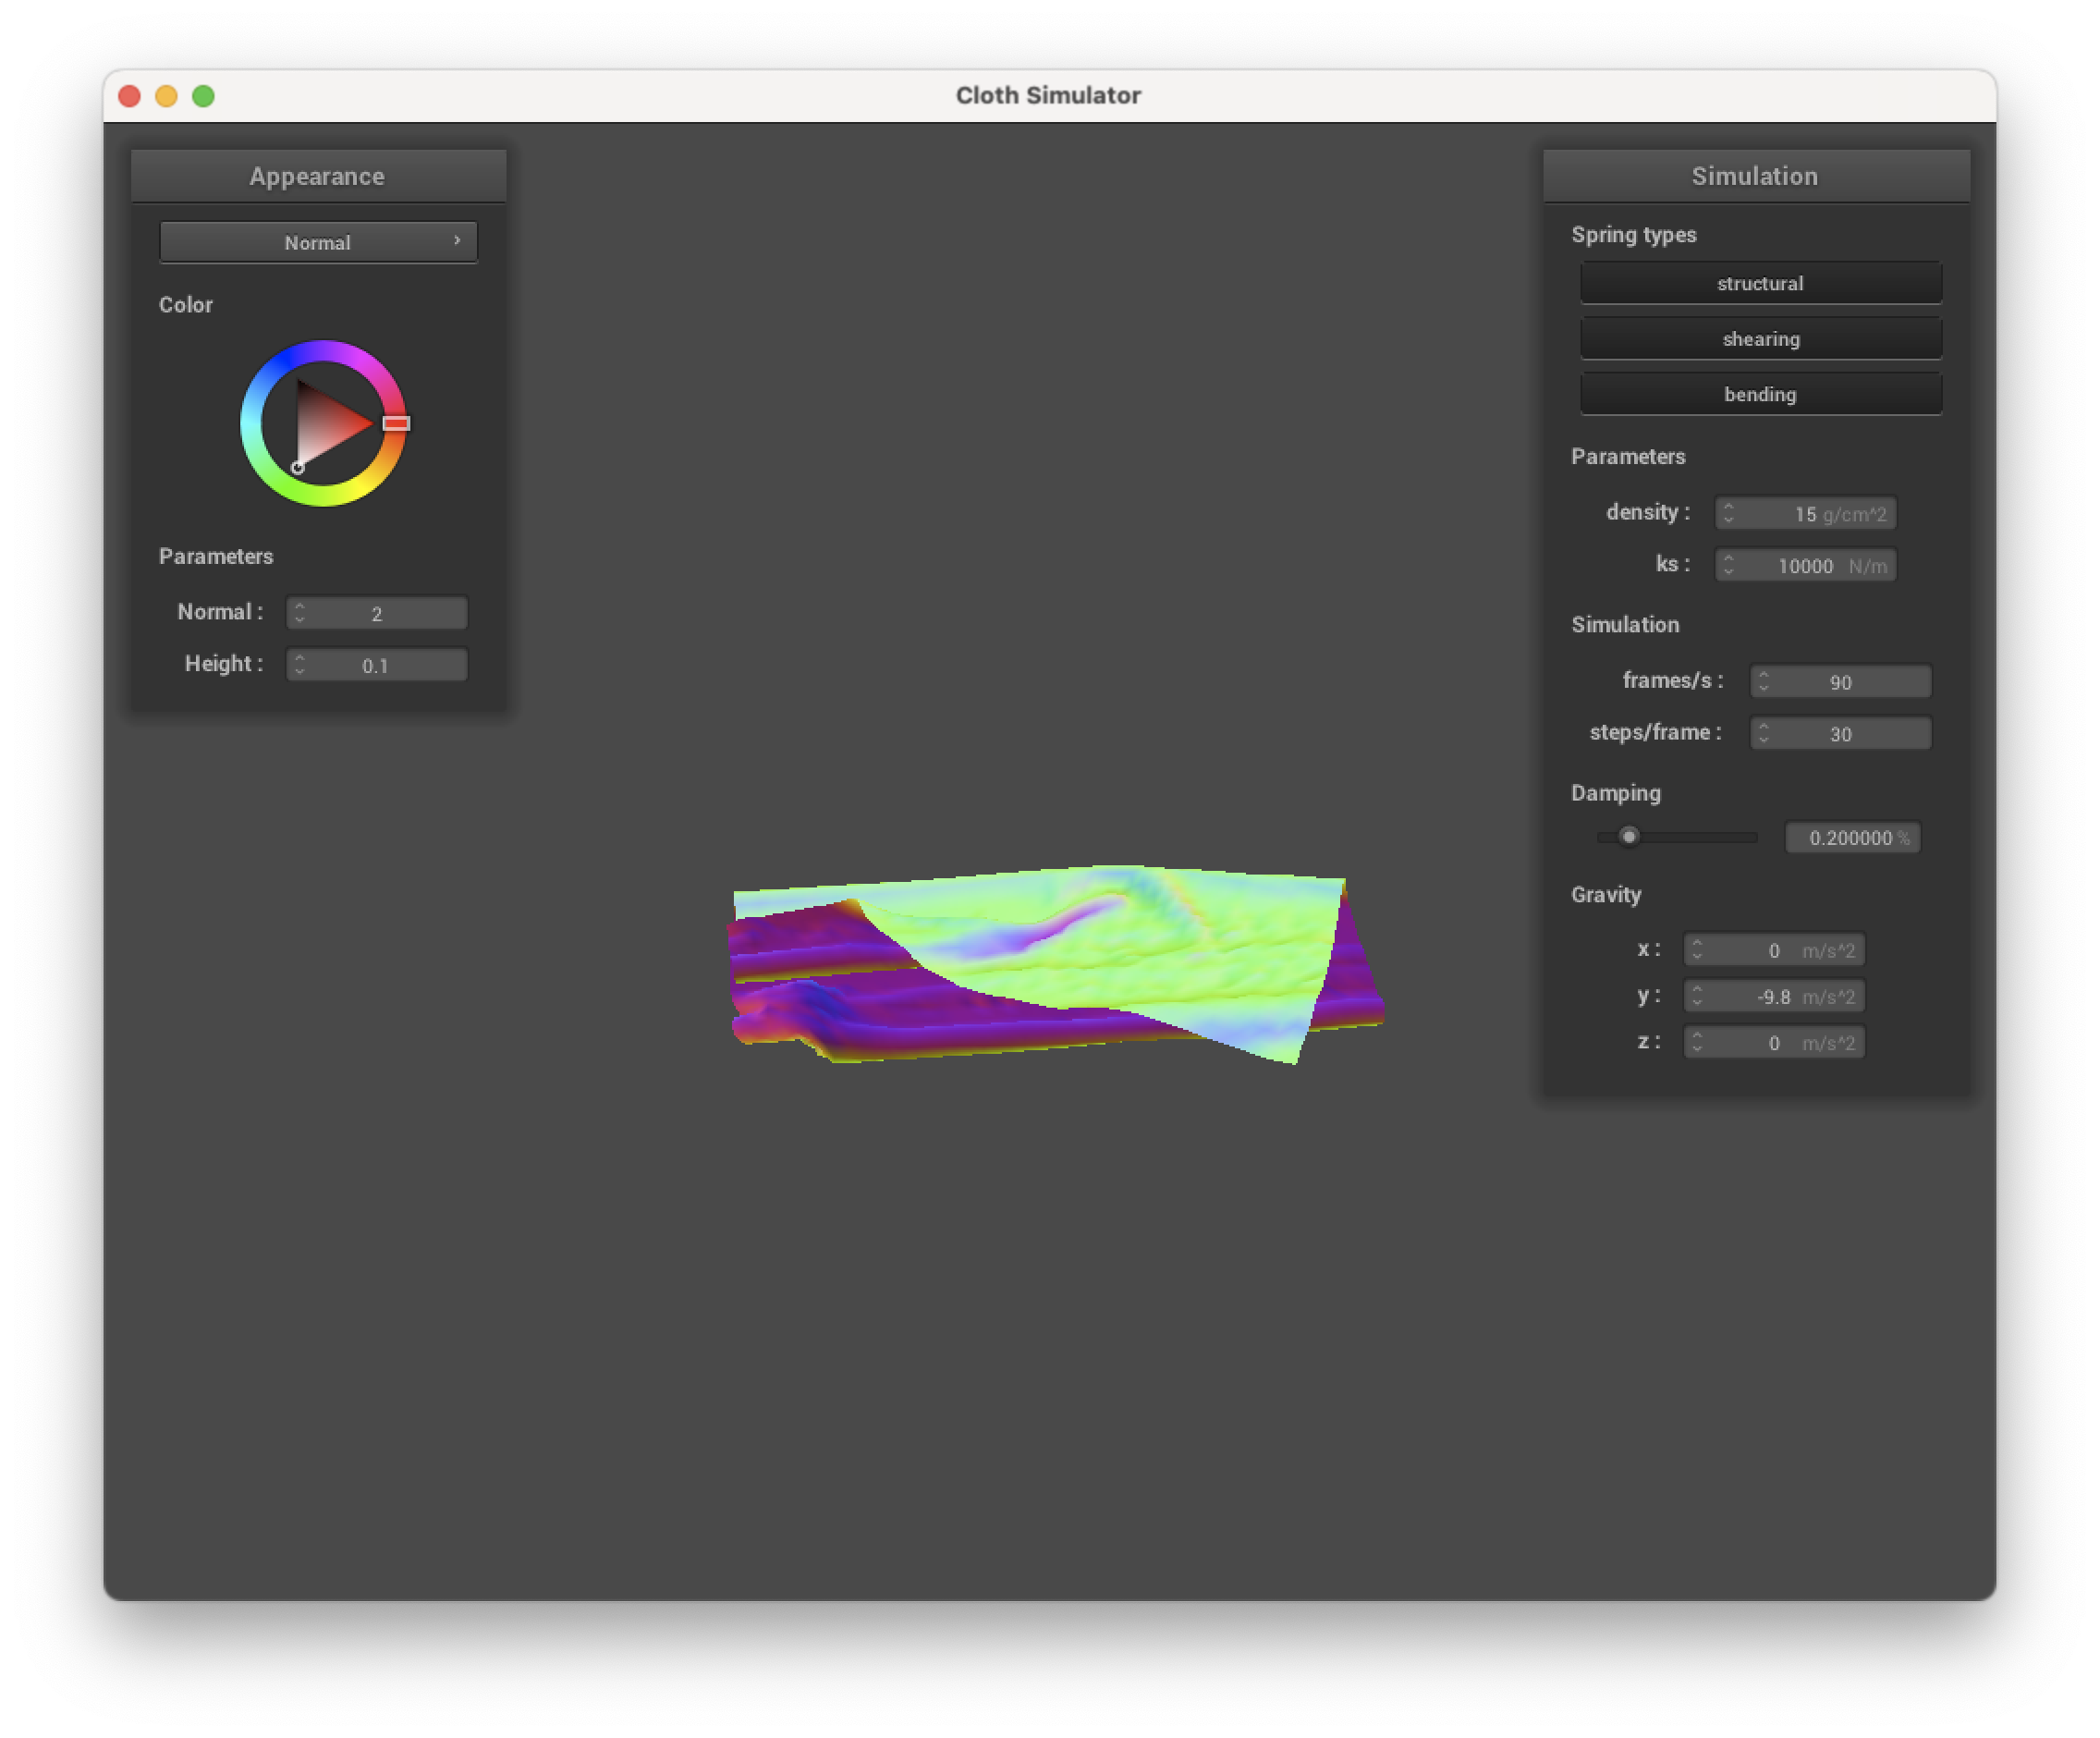 Cloth Simulator
Appearance
Normal
Color
Parameters
Normal : 2
Height : 0.1
Simulation
Spring types
structural
shearing
bending
Parameters
density : 15 g/cm^2
ks : 10000 N/m
Simulation
frames/s : 90
steps/frame : 30
Damping
0.200000 %
Gravity
x : 0 m/s^2
y : -9.8 m/s^2
z : 0 m/s^2